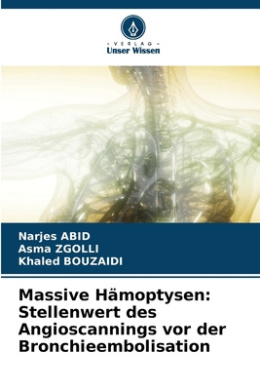 · VERLAG ·
Unser Wissen
Narjes ABID
Asma ZGOLLI
Khaled BOUZAIDI
Massive Hämoptysen:
Stellenwert des
Angioscannings vor der
Bronchieembolisation